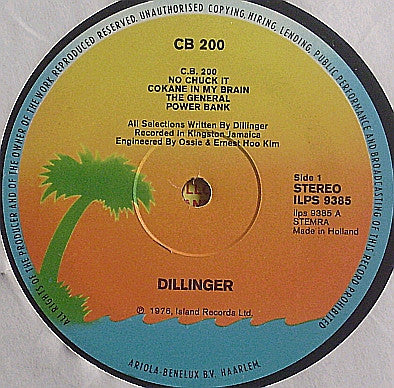 ALL RIGHTS OF THE PRODUCER AND OF THE OWNER OF THE WORK REPRODUCED RESERVED. UNAUTHORISED COPYING, HIRING, LENDING, PUBLIC PERFORMANCE AND BROADCASTING OF THIS RECORD PROHIBITED
CB 200
C.B. 200
NO CHUCK IT
COKANE IN MY BRAIN
THE GENERAL
POWER BANK
All Selections Written By Dillinger
Recorded in Kingston Jamaica
Engineered By Ossie & Ernest Hoo Kim
Side 1
STEREO
ILPS 9385
ilps 9385 A
STEMRA
Made in Holland
DILLINGER
℗ 1976, Island Records Ltd.
ARIOLA-BENELUX B.V. HAARLEM.